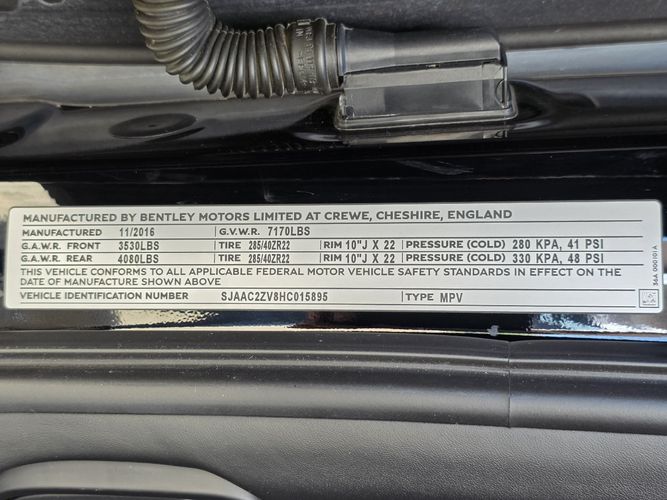 MANUFACTURED BY BENTLEY MOTORS LIMITED AT CREWE, CHESHIRE, ENGLAND
MANUFACTURED 11/2016 G.V.W.R. 7170LBS
G.A.W.R. FRONT 3530LBS TIRE 285/40ZR22 RIM 10"J X 22 PRESSURE (COLD) 280 KPA, 41 PSI
G.A.W.R. REAR 4080LBS TIRE 285/40ZR22 RIM 10"J X 22 PRESSURE (COLD) 330 KPA, 48 PSI
THIS VEHICLE CONFORMS TO ALL APPLICABLE FEDERAL MOTOR VEHICLE SAFETY STANDARDS IN EFFECT ON THE
DATE OF MANUFACTURE SHOWN ABOVE
VEHICLE IDENTIFICATION NUMBER SJAAC2ZV8HC015895 TYPE MPV
36A 000101A